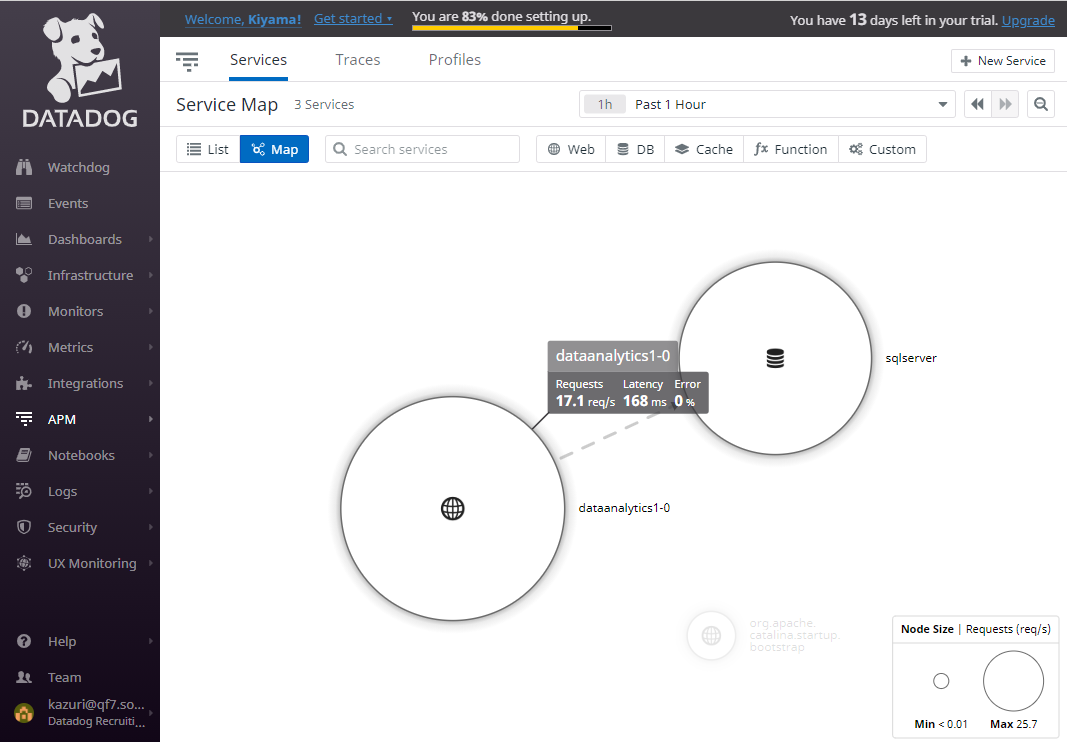 DATADOG
Watchdog
Events
Dashboards
Infrastructure
Monitors
Metrics
Integrations
APM
Notebooks
Logs
Security
UX Monitoring
Help
Team
kazuri@qf7.so...
Datadog Recruiti...
Welcome, Kiyama! Get started You are 83% done setting up. You have 13 days left in your trial. Upgrade
Services Traces Profiles + New Service
Service Map 3 Services 1h Past 1 Hour
List Map Search services Web DB Cache fx Function Custom
dataanalytics1-0
Requests Latency Error
17.1 req/s 168 ms 0 %
sqlserver
dataanalytics1-0
org.apache.
catalina.startup.
bootstrap
Node Size | Requests (req/s)
Min < 0.01 Max 25.7